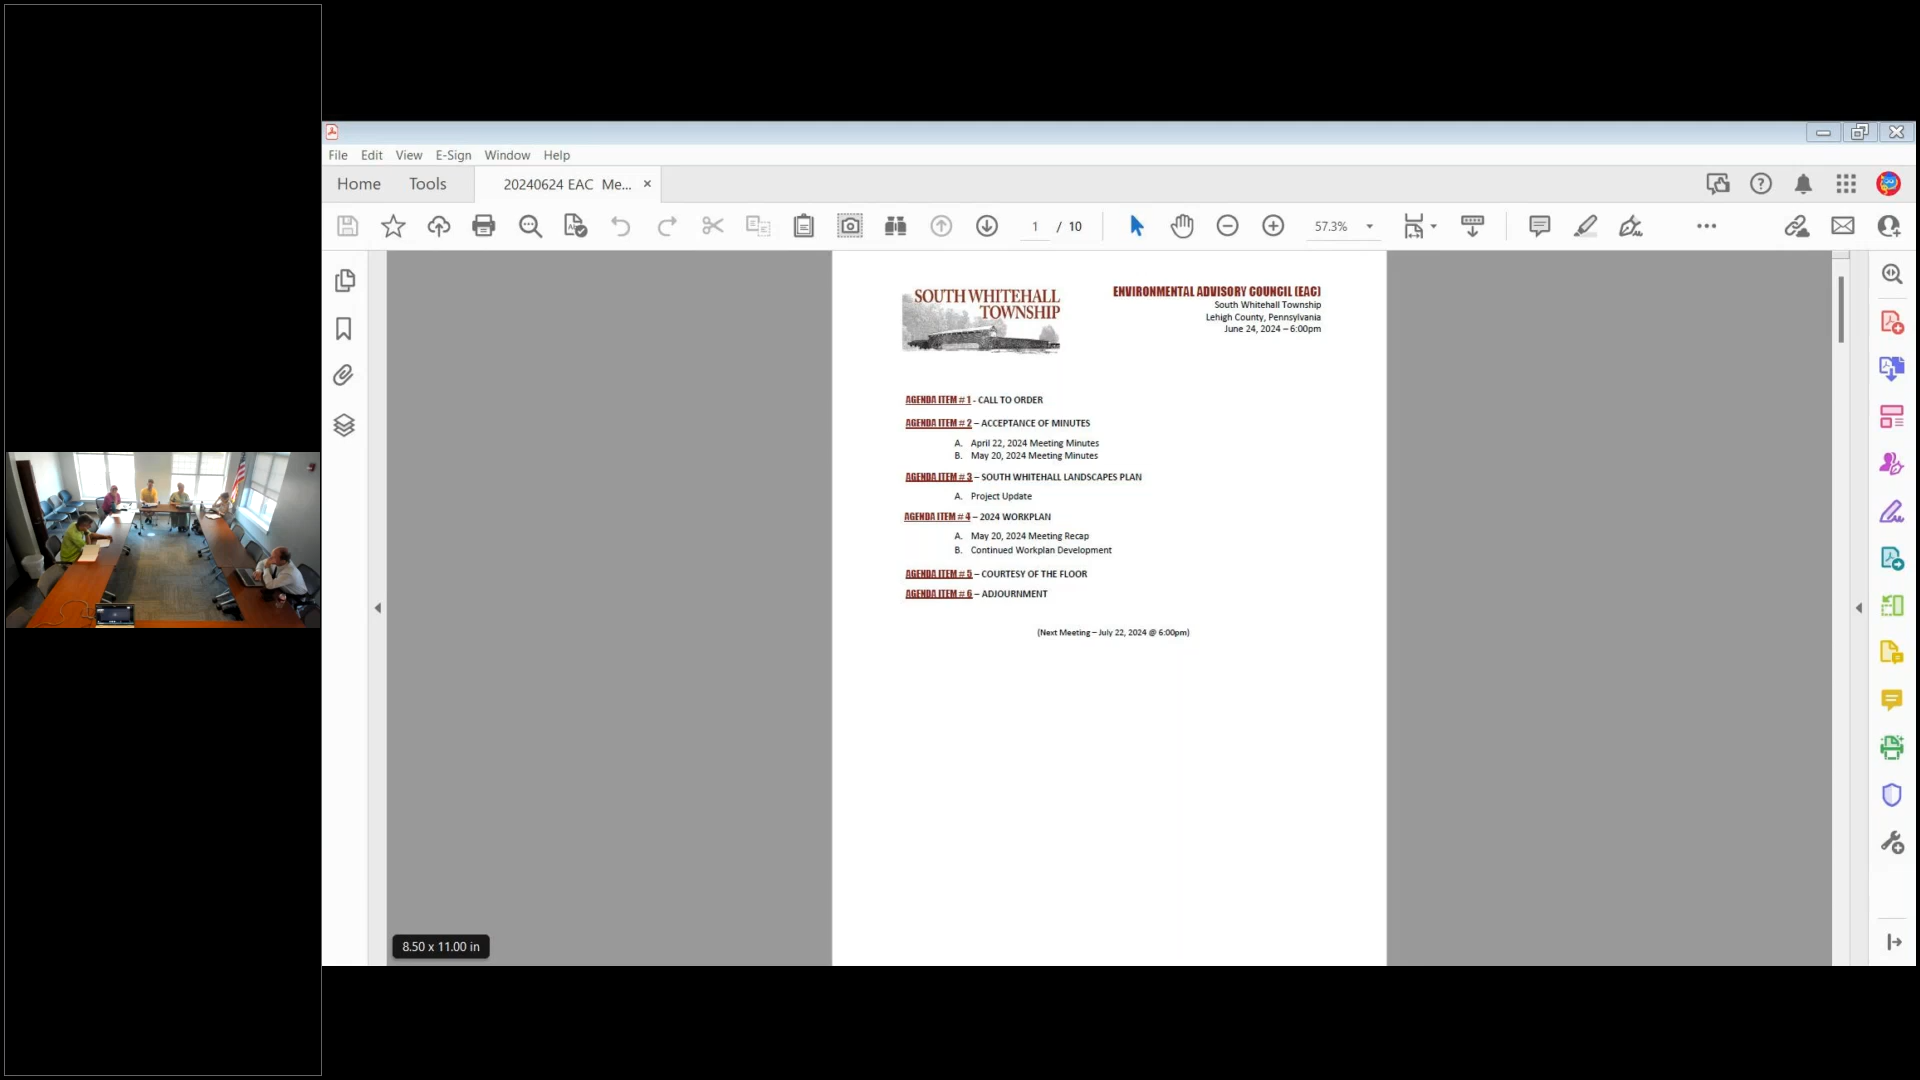 File Edit View E-Sign Window Help
Home Tools 20240624 EAC Me...
1 / 10 57.3%
SOUTH WHITEHALL
TOWNSHIP
ENVIRONMENTAL ADVISORY COUNCIL (EAC)
South Whitehall Township
Lehigh County, Pennsylvania
June 24, 2024 – 6:00pm
AGENDA ITEM # 1 - CALL TO ORDER
AGENDA ITEM # 2 – ACCEPTANCE OF MINUTES
A. April 22, 2024 Meeting Minutes
B. May 20, 2024 Meeting Minutes
AGENDA ITEM # 3 – SOUTH WHITEHALL LANDSCAPES PLAN
A. Project Update
AGENDA ITEM # 4 – 2024 WORKPLAN
A. May 20, 2024 Meeting Recap
B. Continued Workplan Development
AGENDA ITEM # 5 – COURTESY OF THE FLOOR
AGENDA ITEM # 6 – ADJOURNMENT
(Next Meeting – July 22, 2024 @ 6:00pm)
8.50 x 11.00 in